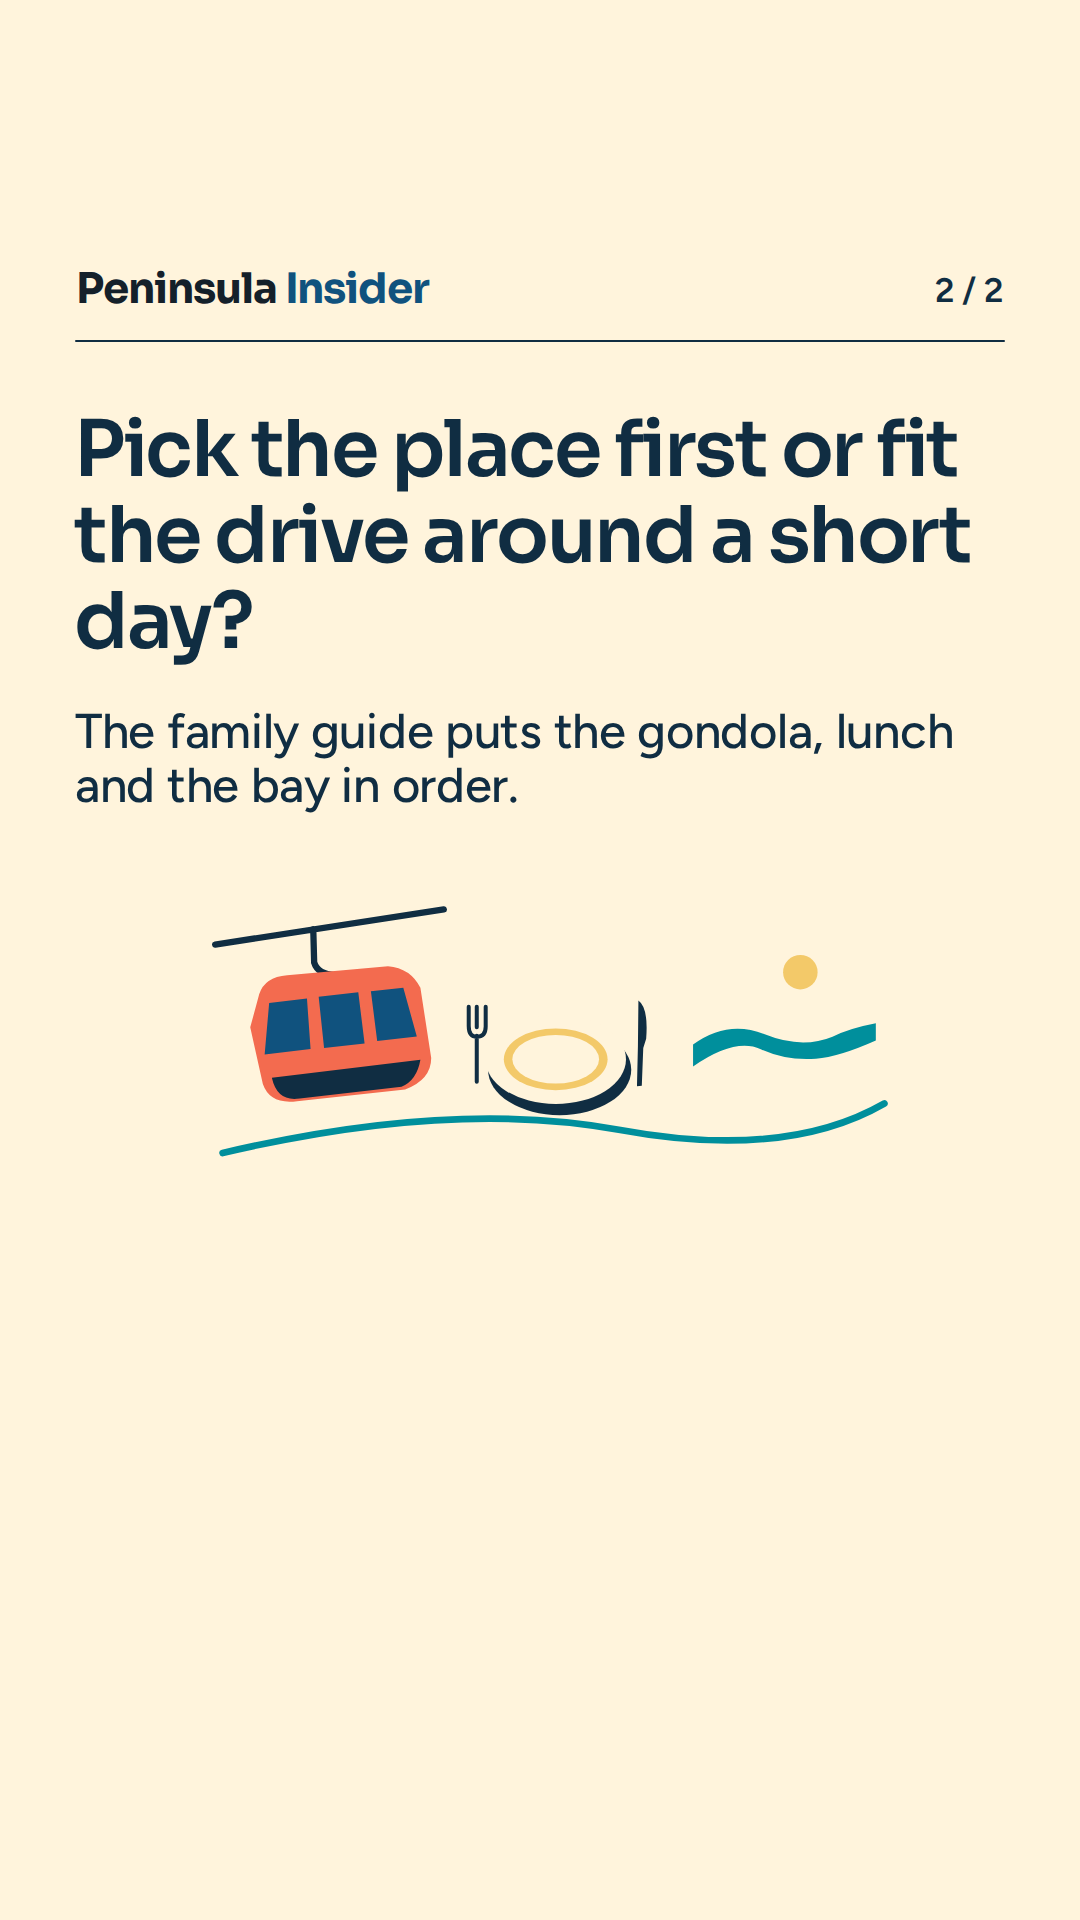 Peninsula Insider
2 / 2
Pick the place first or fit
the drive around a short
day?
The family guide puts the gondola, lunch
and the bay in order.